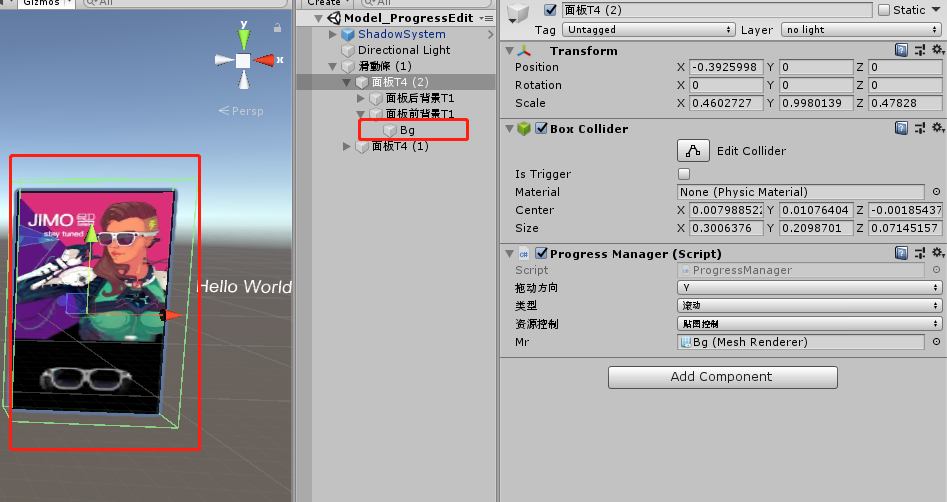 Gizmos
All
y
x
Persp
JIMO
stay tuned
Hello World
Create
All
Model_ProgressEdit
ShadowSystem
Directional Light
滑動條 (1)
面板T4 (2)
面板后背景T1
面板前背景T1
Bg
面板T4 (1)
面板T4 (2)
Static
Tag Untagged Layer no light
Transform
Position X -0.3925998 Y 0 Z 0
Rotation X 0 Y 0 Z 0
Scale X 0.4602727 Y 0.9980139 Z 0.47828
Box Collider
Edit Collider
Is Trigger
Material None (Physic Material)
Center X 0.007988522 Y 0.01076404 Z -0.00185437
Size X 0.3006376 Y 0.2098701 Z 0.07145157
Progress Manager (Script)
Script ProgressManager
拖动方向 Y
类型 滚动
资源控制 贴图控制
Mr Bg (Mesh Renderer)
Add Component